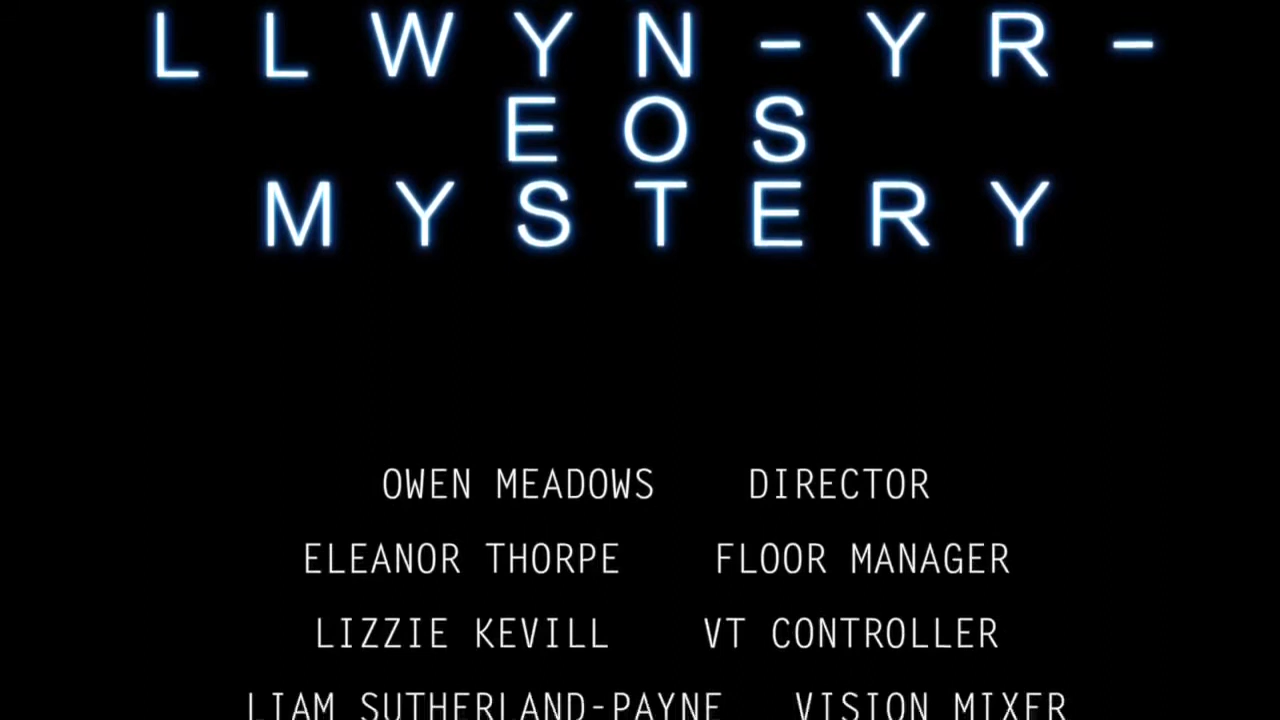 LLWYN-YR-
EOS
MYSTERY
OWEN MEADOWS DIRECTOR
ELEANOR THORPE FLOOR MANAGER
LIZZIE KEVILL VT CONTROLLER
LIAM SUTHERLAND-PAYNE VISION MIXER